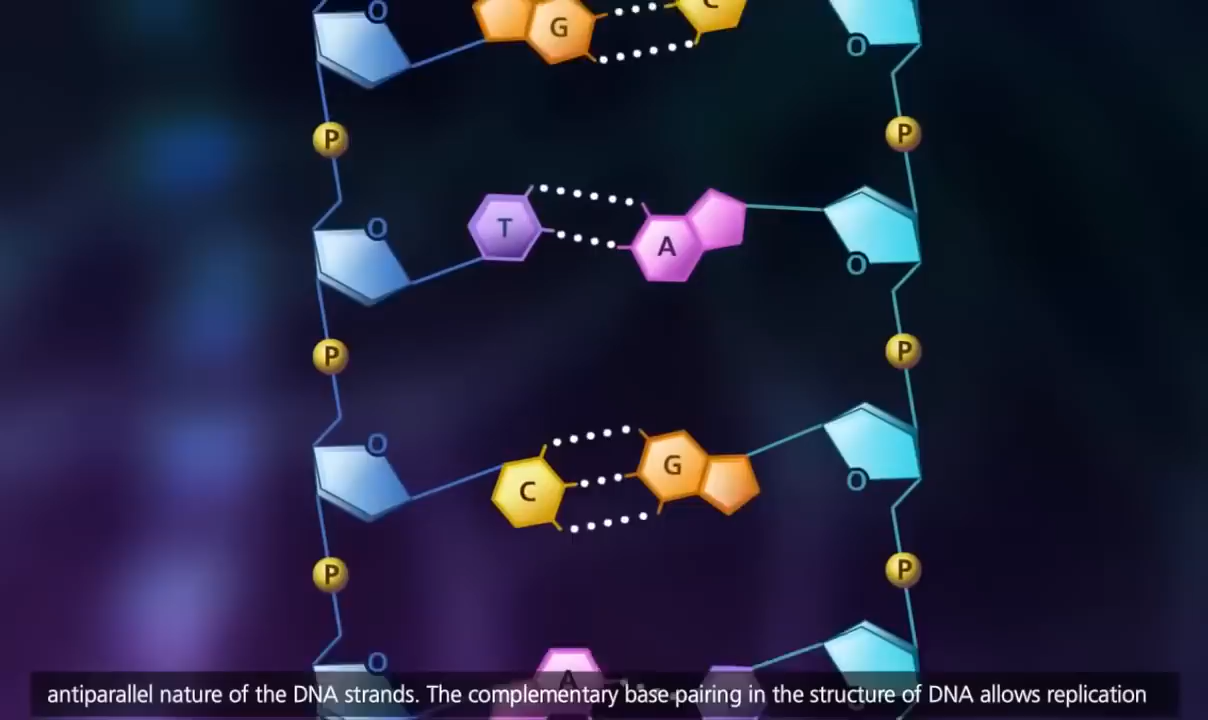 O G C O
P P
O T A O
P P
O C G O
P P
O A
antiparallel nature of the DNA strands. The complementary base pairing in the structure of DNA allows replication